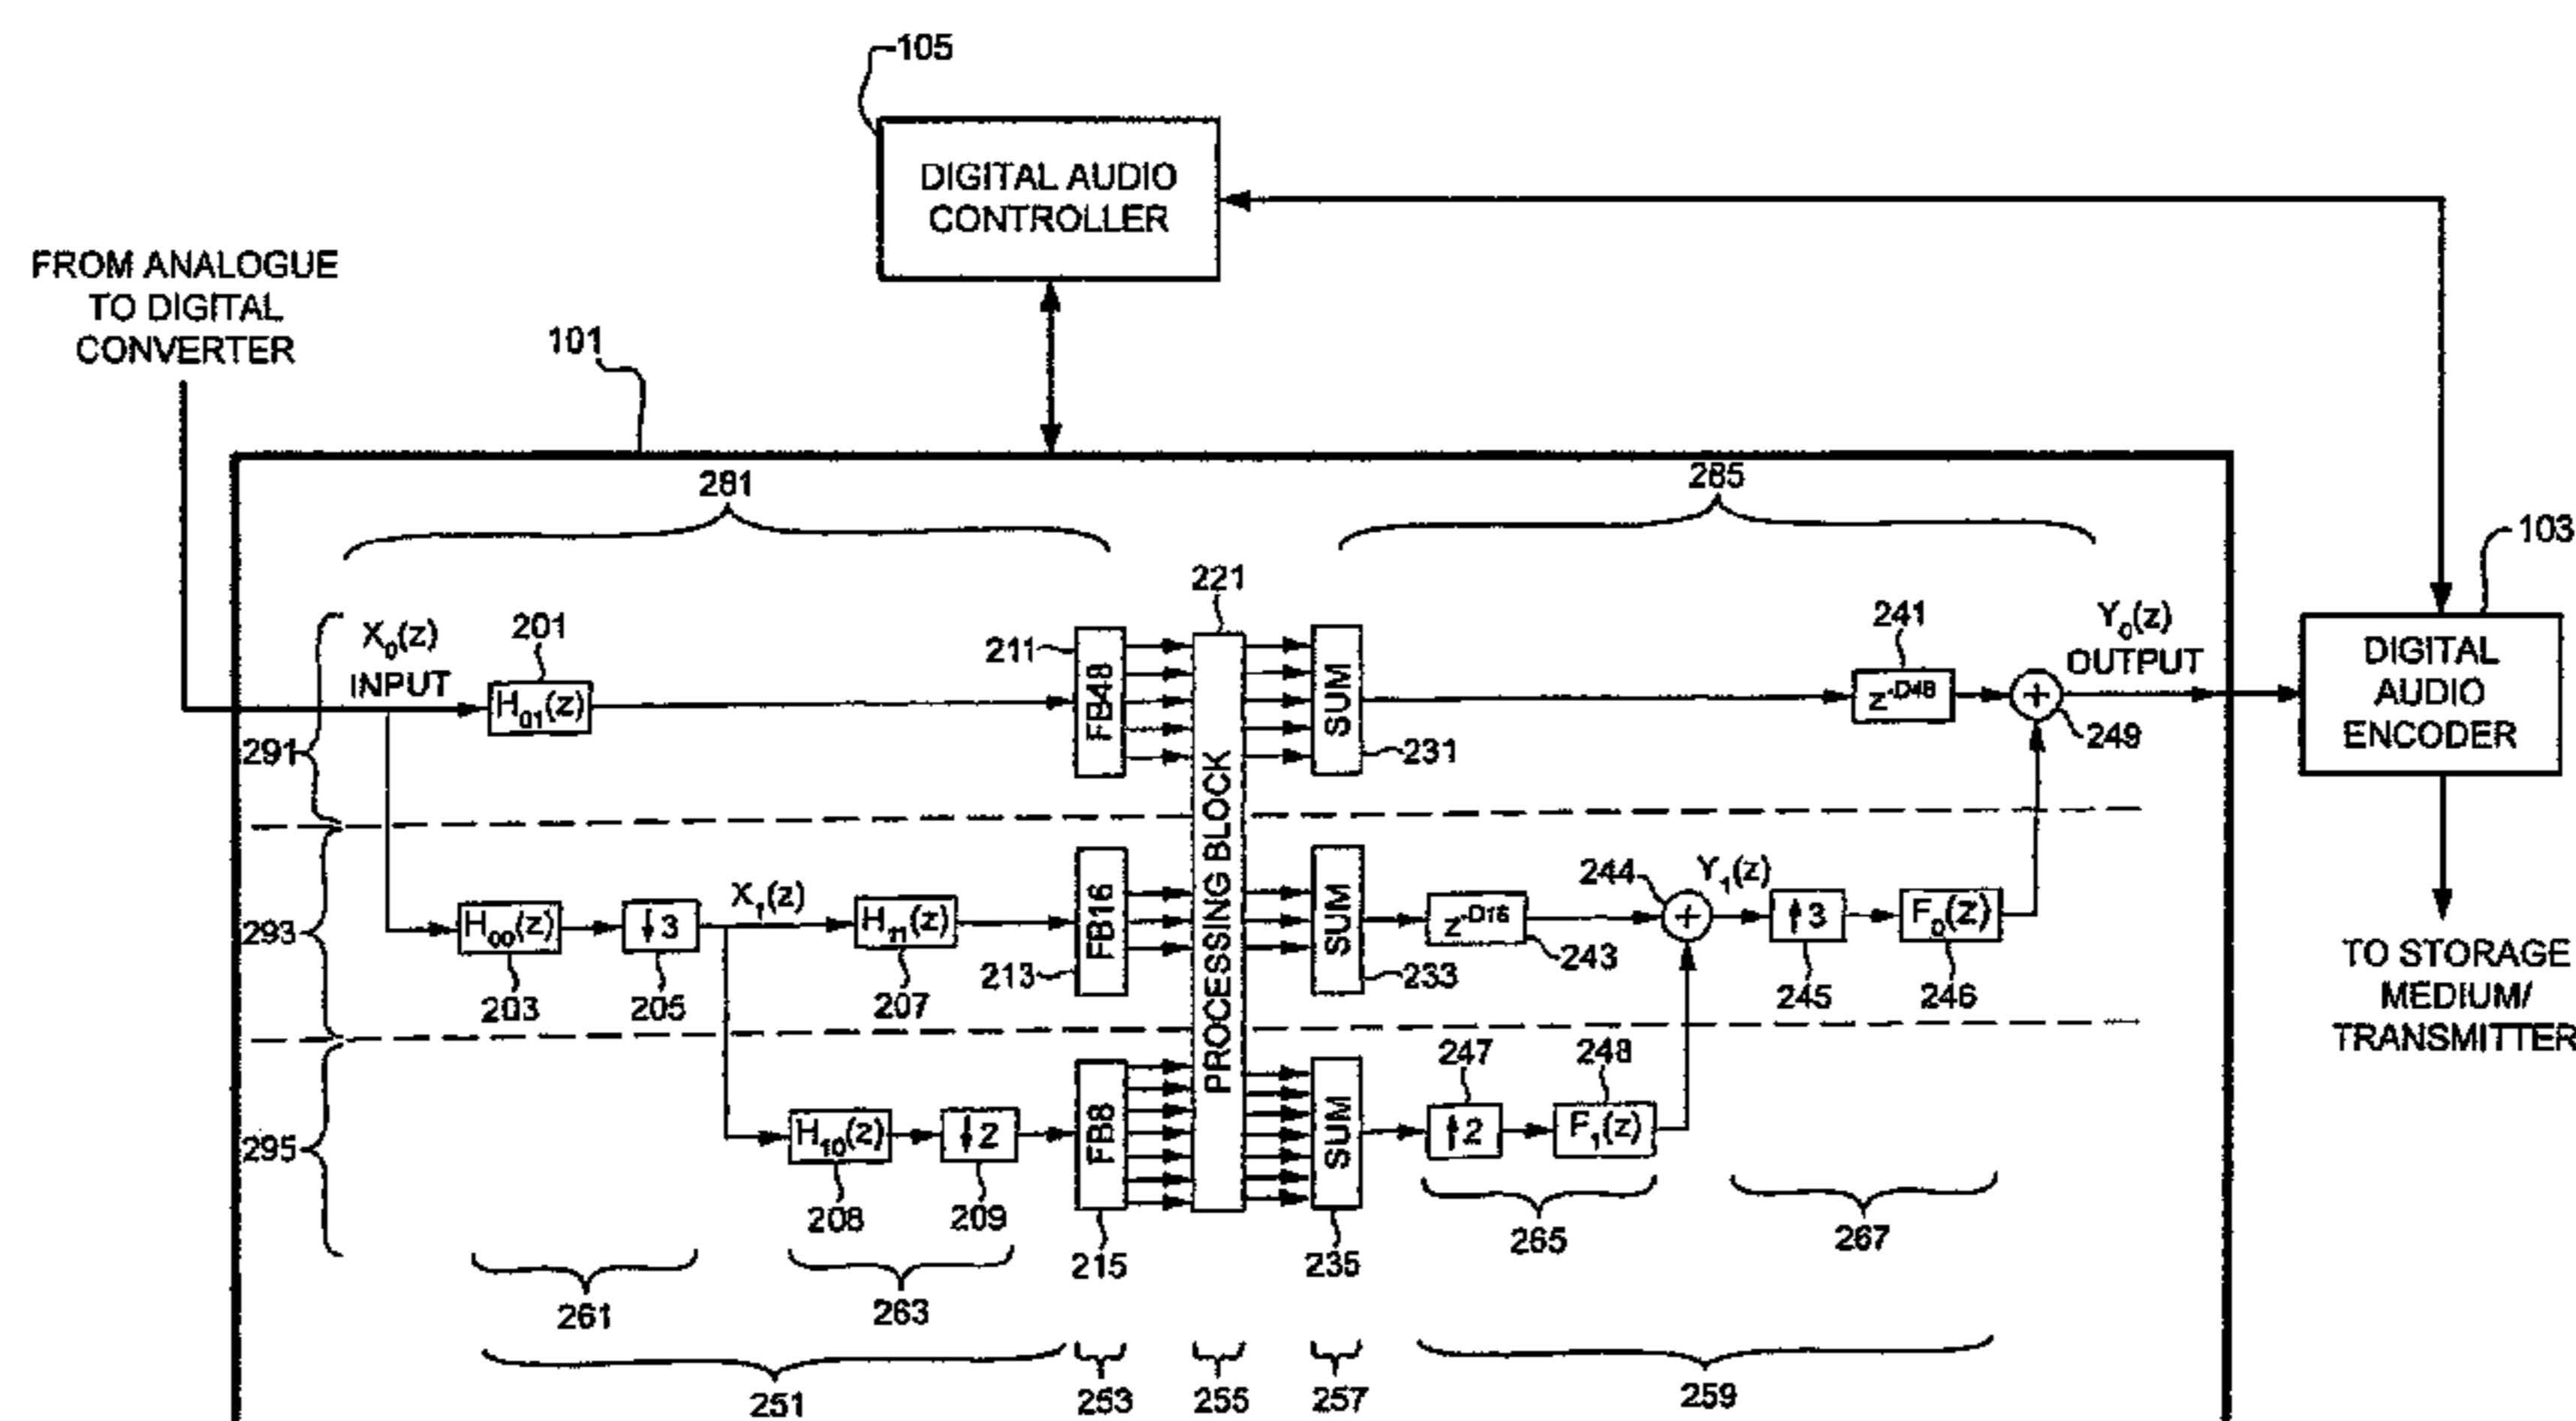 105
DIGITAL AUDIO
CONTROLLER
FROM ANALOGUE
TO DIGITAL
CONVERTER
101
281
285
103
221
X₀(z)
INPUT
201
H₀₁(z)
211
FB48
SUM
231
241
z^-D48
Y₀(z)
OUTPUT
249
DIGITAL
AUDIO
ENCODER
291
PROCESSING BLOCK
293
H₀₀(z)
203
↓3
205
X₁(z)
H₁₁(z)
207
213
FB16
SUM
233
z^-D16
243
244
Y₁(z)
↑3
245
F₀(z)
246
TO STORAGE
MEDIUM/
TRANSMITTER
295
H₁₀(z)
208
↓2
209
FB8
215
SUM
235
247
↑2
248
F₁(z)
261
263
265
267
251
253
255
257
259